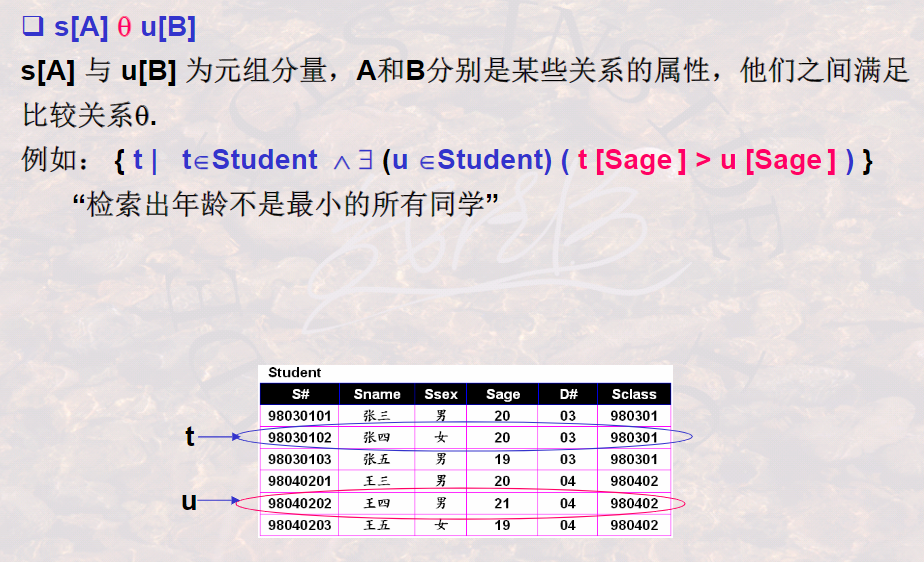 ❑ s[A] θ u[B]
s[A] 与 u[B] 为元组分量，A和B分别是某些关系的属性，他们之间满足
比较关系θ.
例如： { t | t∈Student ∧∃ (u ∈Student) ( t [Sage ] > u [Sage ] ) }
“检索出年龄不是最小的所有同学”
Student
S# Sname Ssex Sage D# Sclass
98030101 张三 男 20 03 980301
t 98030102 张四 女 20 03 980301
98030103 张五 男 19 03 980301
98040201 王三 男 20 04 980402
u 98040202 王四 男 21 04 980402
98040203 王五 女 19 04 980402